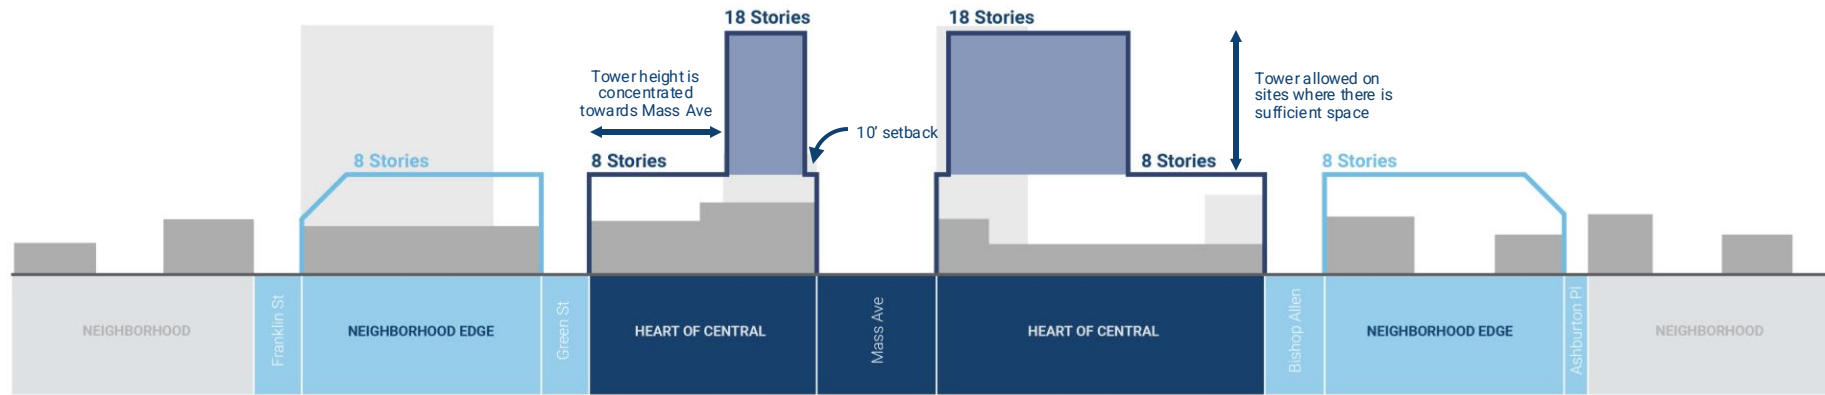 18 Stories
18 Stories
Tower height is
concentrated
towards Mass Ave
10' setback
Tower allowed on
sites where there is
sufficient space
8 Stories
8 Stories
8 Stories
8 Stories
NEIGHBORHOOD
Franklin St
NEIGHBORHOOD EDGE
Green St
HEART OF CENTRAL
Mass Ave
HEART OF CENTRAL
Bishop Allen
NEIGHBORHOOD EDGE
Ashburton Pl
NEIGHBORHOOD